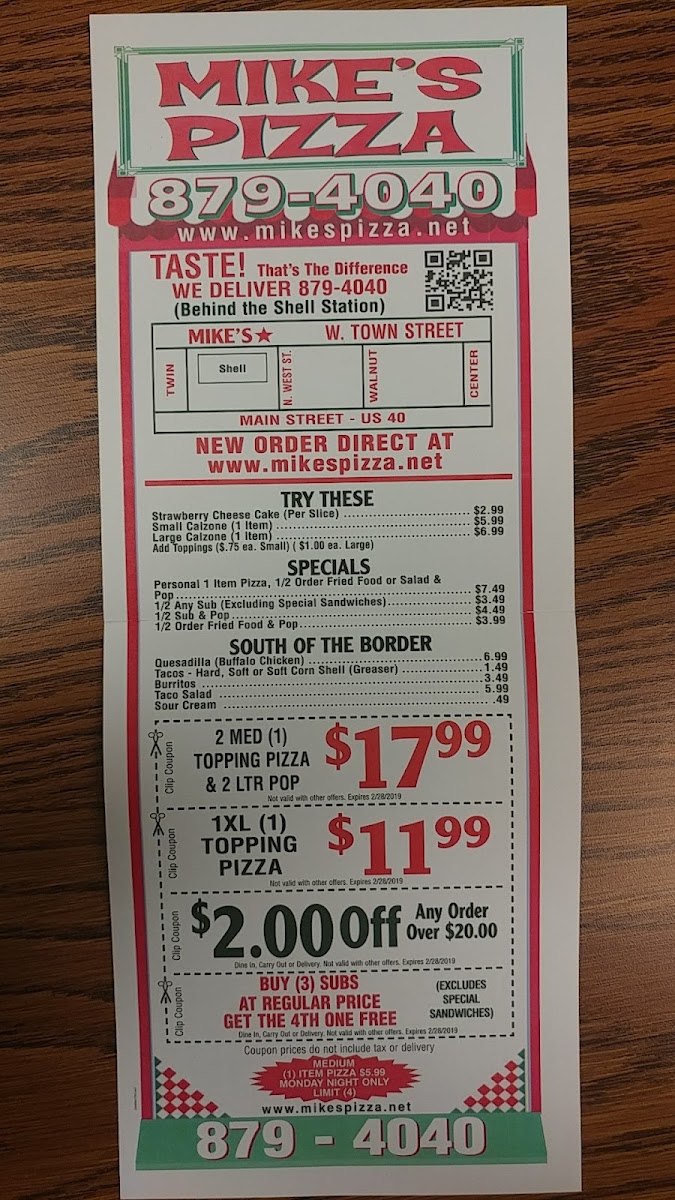 MIKE'S
PIZZA
879-4040
www.mikespizza.net
TASTE! That's The Difference
WE DELIVER 879-4040
(Behind the Shell Station)
MIKE'S★ W. TOWN STREET
TWIN
Shell
N. WEST ST.
WALNUT
CENTER
MAIN STREET - US 40
NEW ORDER DIRECT AT
www.mikespizza.net
TRY THESE
Strawberry Cheese Cake (Per Slice) $2.99
Small Calzone (1 Item) $5.99
Large Calzone (1 Item) $6.99
Add Toppings ($.75 ea. Small) ( $1.00 ea. Large)
SPECIALS
Personal 1 Item Pizza, 1/2 Order Fried Food or Salad &
Pop $7.49
1/2 Any Sub (Excluding Special Sandwiches) $3.49
1/2 Sub & Pop $4.49
1/2 Order Fried Food & Pop $3.99
SOUTH OF THE BORDER
Quesadilla (Buffalo Chicken) 6.99
Tacos - Hard, Soft or Soft Corn Shell (Greaser) 1.49
Burritos 3.49
Taco Salad 5.99
Sour Cream .49
Clip Coupon
2 MED (1)
TOPPING PIZZA
& 2 LTR POP
$17.99
Not valid with other offers. Expires 2/28/2019
Clip Coupon
1XL (1)
TOPPING
PIZZA
$11.99
Not valid with other offers. Expires 2/28/2019
Clip Coupon
$2.00 Off Any Order
Over $20.00
Dine In, Carry Out or Delivery. Not valid with other offers. Expires 2/28/2019
Clip Coupon
BUY (3) SUBS
AT REGULAR PRICE
GET THE 4TH ONE FREE
(EXCLUDES
SPECIAL
SANDWICHES)
Dine In, Carry Out or Delivery. Not valid with other offers. Expires 2/28/2019
Coupon prices do not include tax or delivery
MEDIUM
(1) ITEM PIZZA $5.99
MONDAY NIGHT ONLY
LIMIT (4)
www.mikespizza.net
879 - 4040